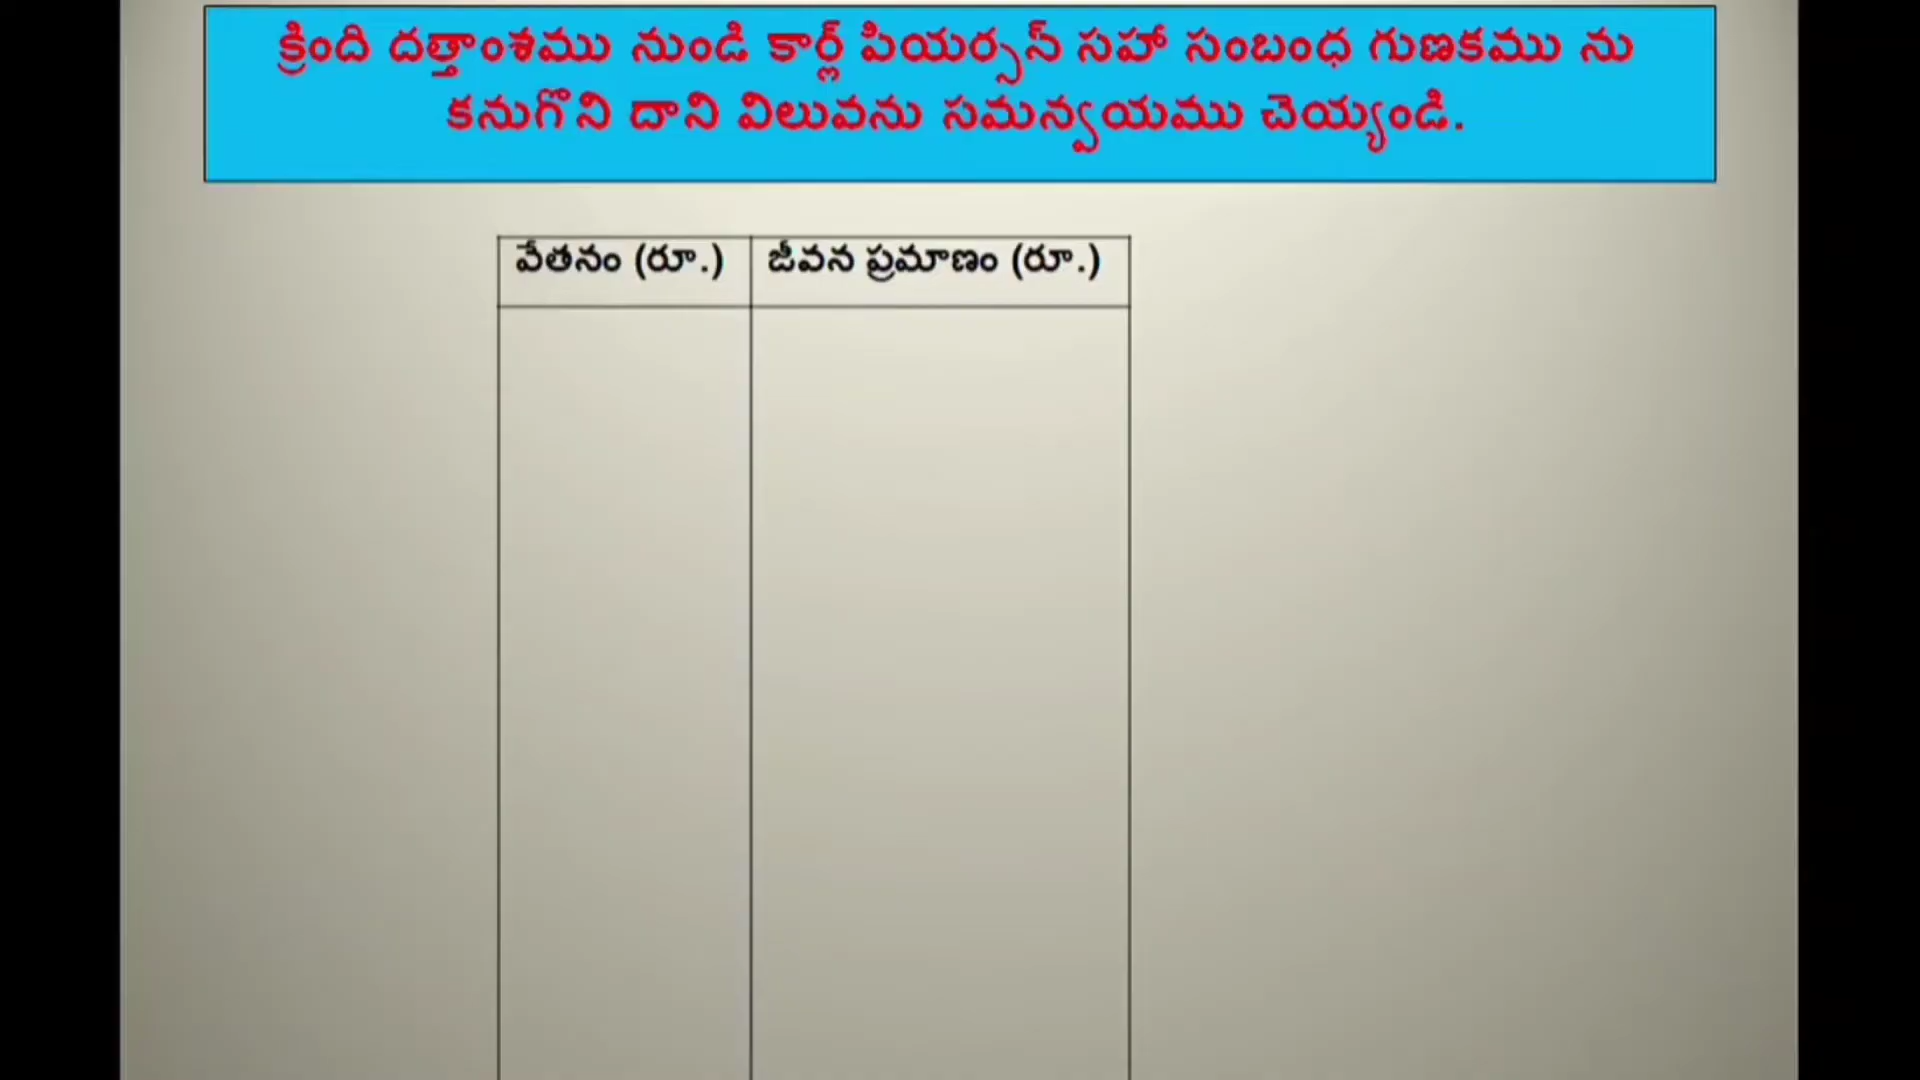 క్రింది దత్తాంశము నుండి కార్ల్ పియర్సన్ సహా సంబంధ గుణకము ను
కనుగొని దాని విలువను సమన్వయము చెయ్యండి.
వేతనం (రూ.) జీవన ప్రమాణం (రూ.)